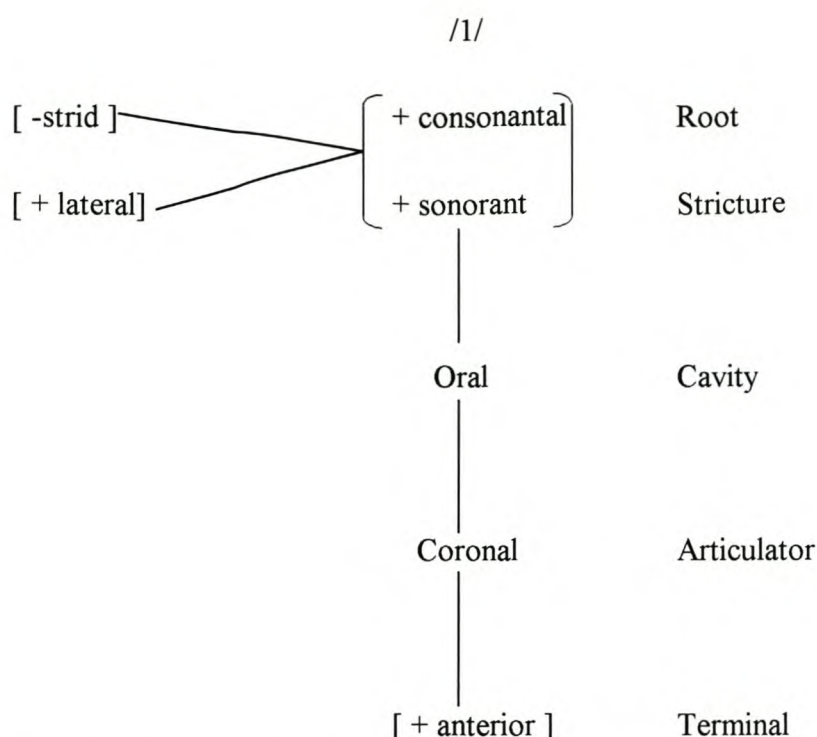 /1/
[ -strid ] + consonantal Root
[ + lateral] + sonorant Stricture
Oral Cavity
Coronal Articulator
[ + anterior ] Terminal